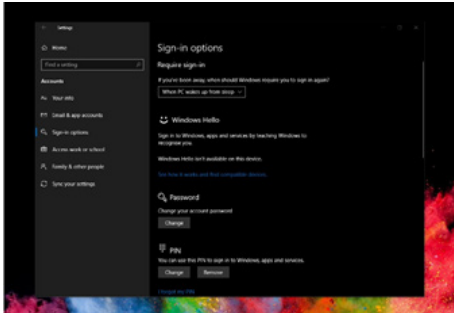 Settings
Home
Find a setting
Accounts
Your info
Email & app accounts
Sign-in options
Access work or school
Family & other people
Sync your settings
Sign-in options
Require sign-in
If you've been away, when should Windows require you to sign in again?
When PC wakes up from sleep
Windows Hello
Sign in to Windows, apps and services by teaching Windows to
recognise you.
Windows Hello isn't available on this device.
See how it works and find compatible devices.
Password
Change your account password
Change
PIN
You can use this PIN to sign in to Windows, apps and services.
Change Remove
I forgot my PIN